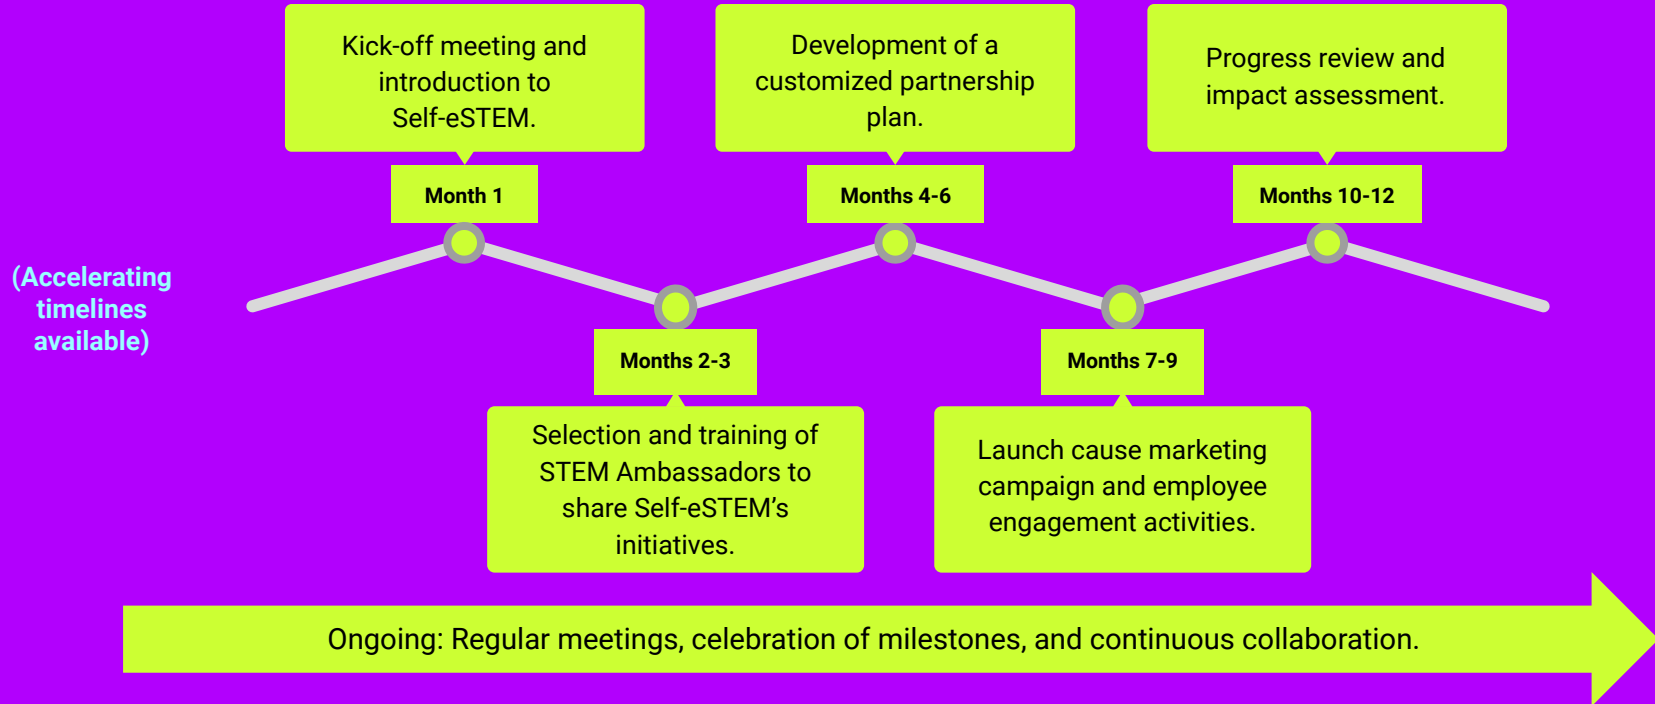 Kick-off meeting and
introduction to
Self-eSTEM.
Month 1
Development of a
customized partnership
plan.
Months 4-6
Progress review and
impact assessment.
Months 10-12
(Accelerating
timelines
available)
Months 2-3
Selection and training of
STEM Ambassadors to
share Self-eSTEM’s
initiatives.
Months 7-9
Launch cause marketing
campaign and employee
engagement activities.
Ongoing: Regular meetings, celebration of milestones, and continuous collaboration.